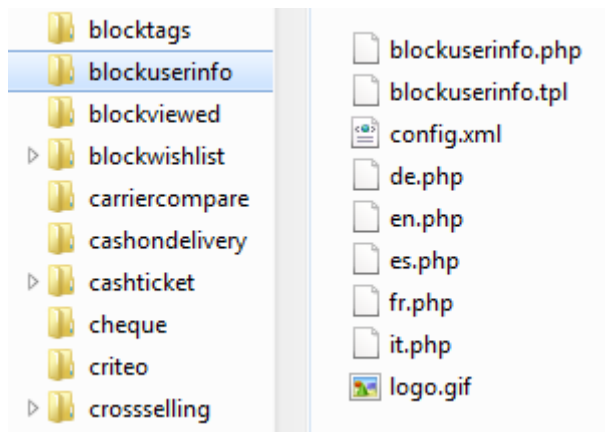 blocktags
blockuserinfo
blockviewed
blockwishlist
carriercompare
cashondelivery
cashticket
cheque
criteo
crossselling
blockuserinfo.php
blockuserinfo.tpl
config.xml
de.php
en.php
es.php
fr.php
it.php
logo.gif